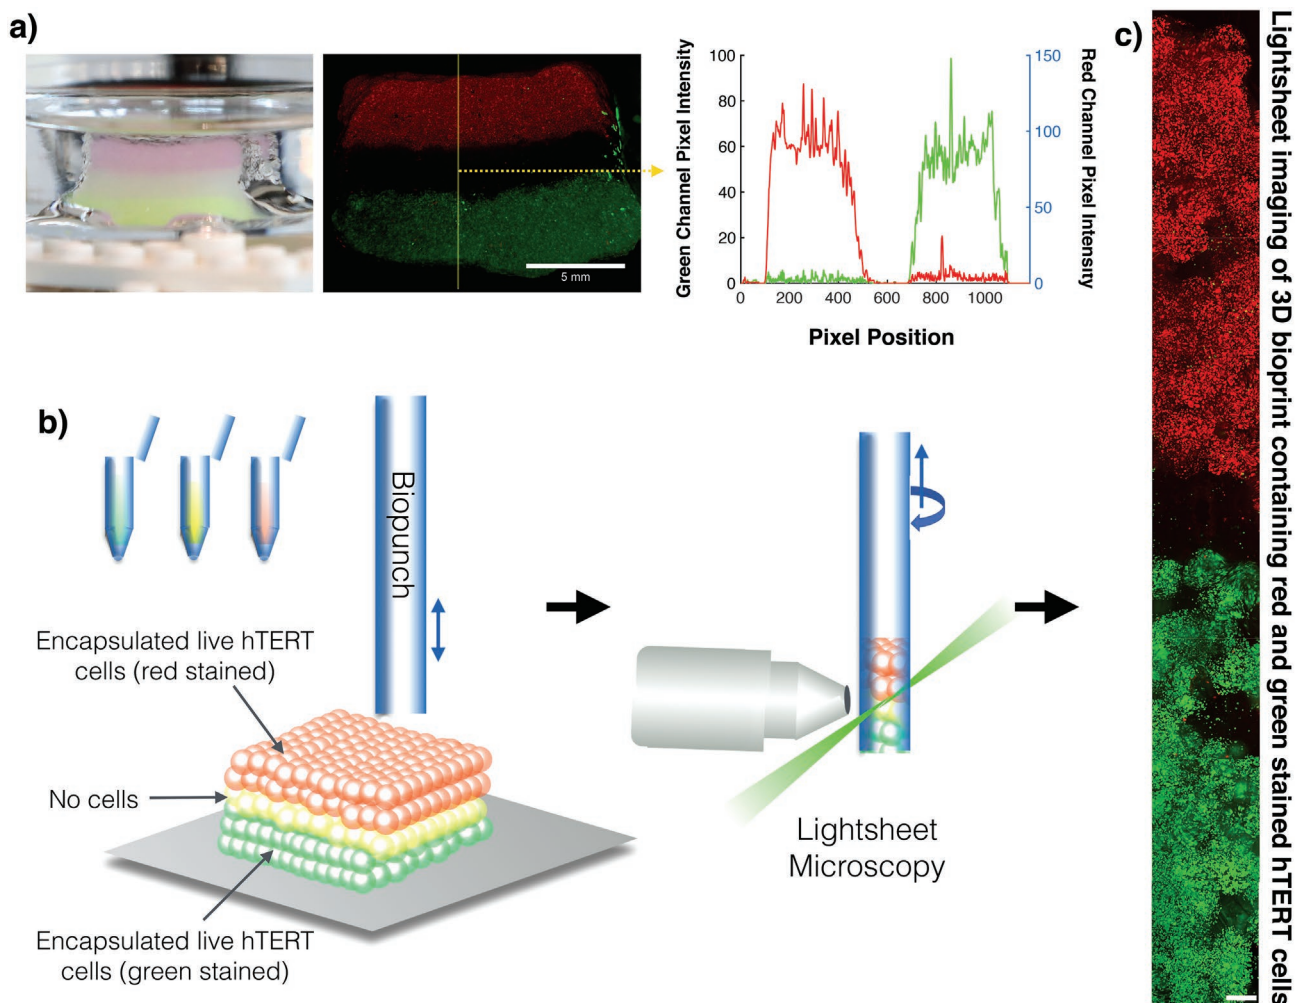 a)
5 mm
Green Channel Pixel Intensity
100
80
60
40
20
0
150
100
50
0
Red Channel Pixel Intensity
0
200
400
600
800
1000
Pixel Position
b)
Biopunch
Encapsulated live hTERT
cells (red stained)
No cells
Encapsulated live hTERT
cells (green stained)
Lightsheet
Microscopy
c)
Lightsheet imaging of 3D bioprint containing red and green stained hTERT cells